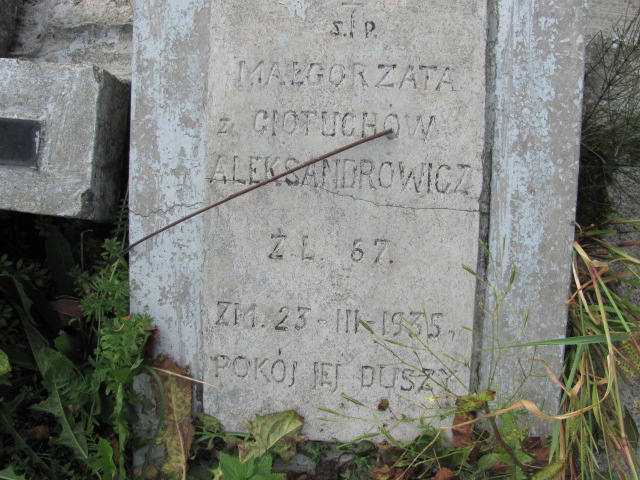 Ś.†P.
MAŁGORZATA
z CIOTUCHÓW
ALEKSANDROWICZ
Ż L. 67.
ZM. 23-III-1935.
POKÓJ JEJ DUSZY